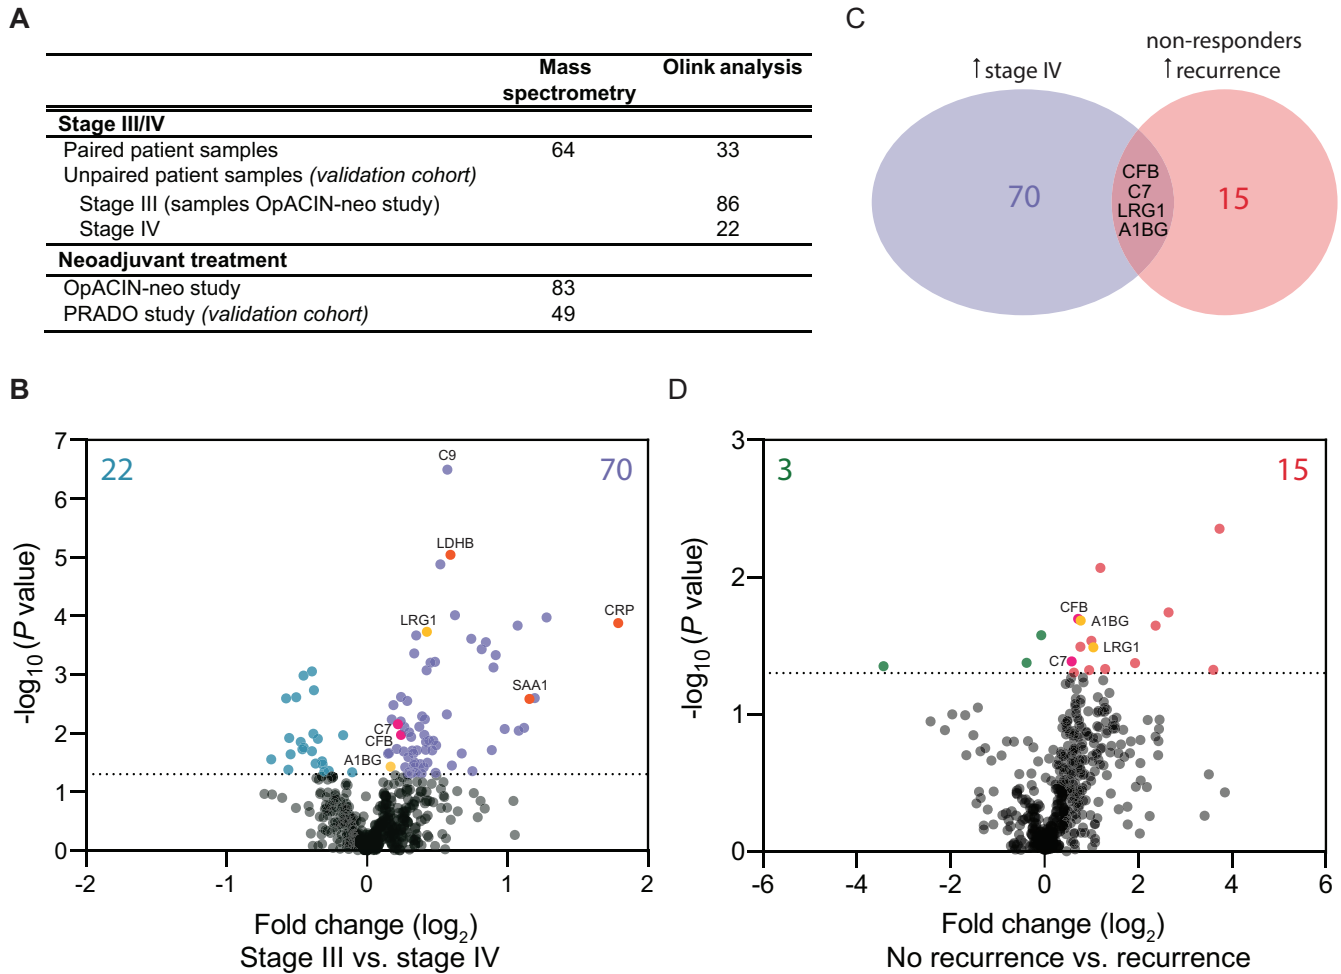 A
Mass spectrometry
Olink analysis
Stage III/IV
Paired patient samples 64 33
Unpaired patient samples (validation cohort)
Stage III (samples OpACIN-neo study) 86
Stage IV 22
Neoadjuvant treatment
OpACIN-neo study 83
PRADO study (validation cohort) 49
C
↑stage IV
non-responders
↑recurrence
70
CFB
C7
LRG1
A1BG
15
B
22
70
7
6
5
4
3
2
1
0
-log10 (P value)
C9
LDHB
LRG1
CRP
SAA1
C7
CFB
A1BG
-2 -1 0 1 2
Fold change (log2)
Stage III vs. stage IV
D
3
15
3
2
1
0
-log10 (P value)
CFB
A1BG
LRG1
C7
-6 -4 -2 0 2 4 6
Fold change (log2)
No recurrence vs. recurrence